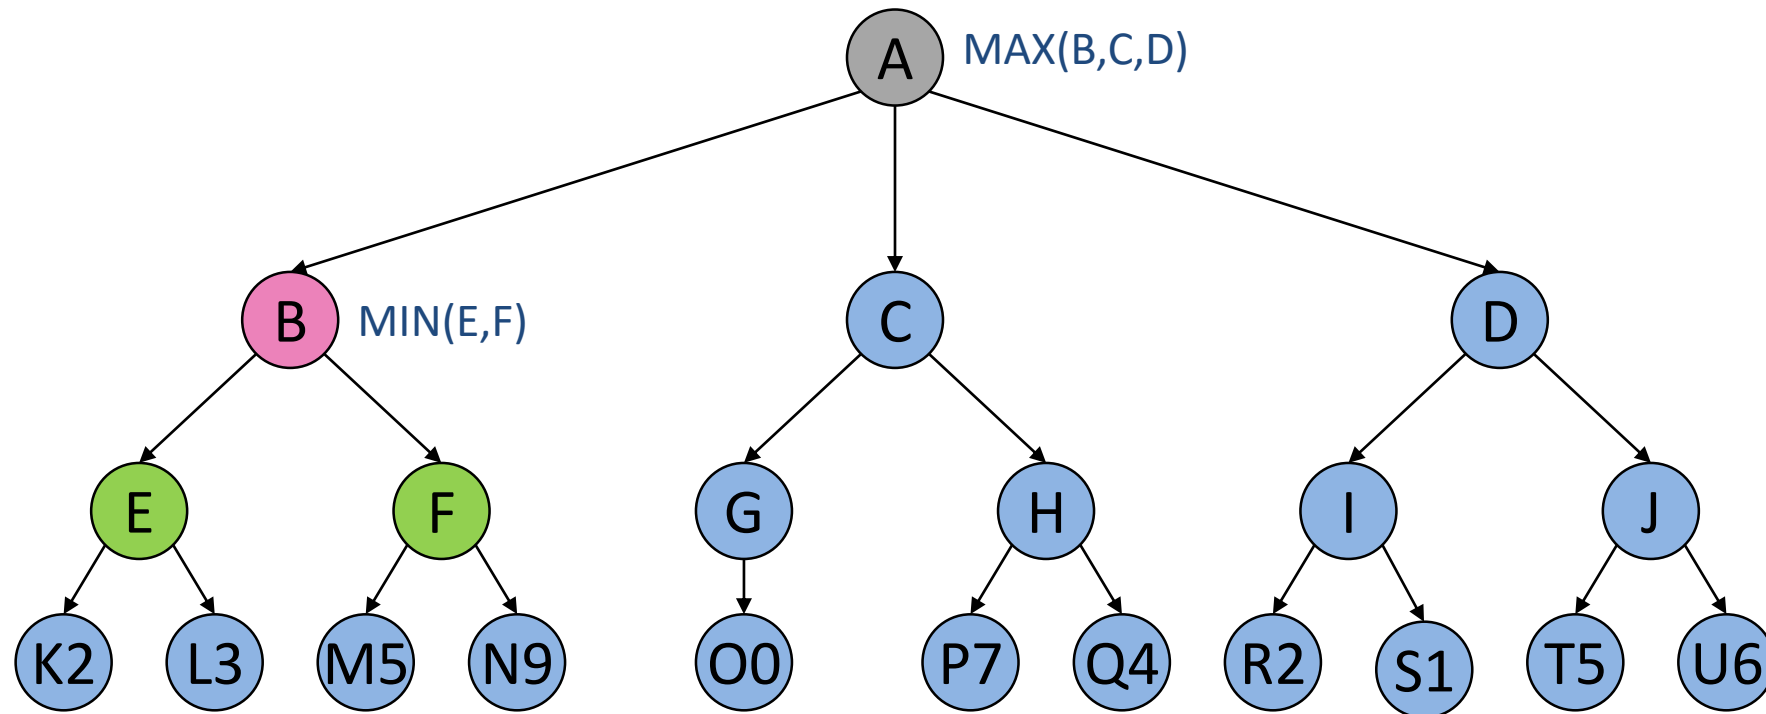 A MAX(B,C,D)
B MIN(E,F) C D
E F G H I J
K2 L3 M5 N9 O0 P7 Q4 R2 S1 T5 U6